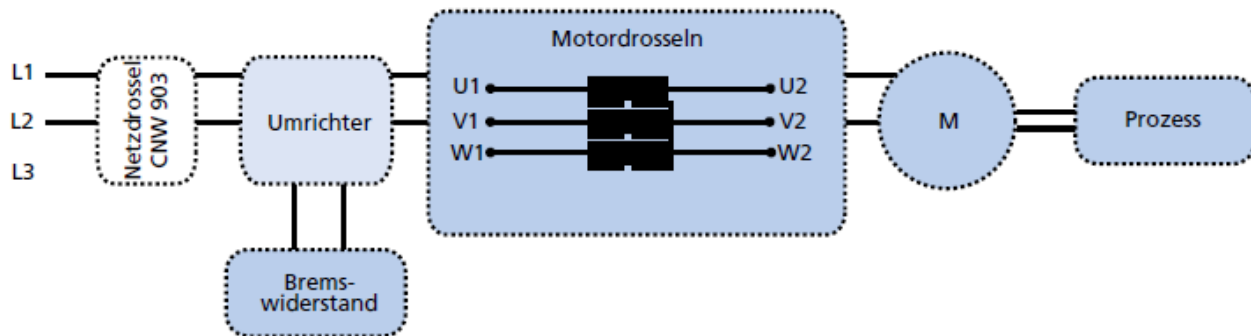 Motordrosseln
L1
L2
L3
Netzdrossel
CNW 903
Umrichter
U1
U2
V1
V2
W1
W2
M
Prozess
Brems-
widerstand